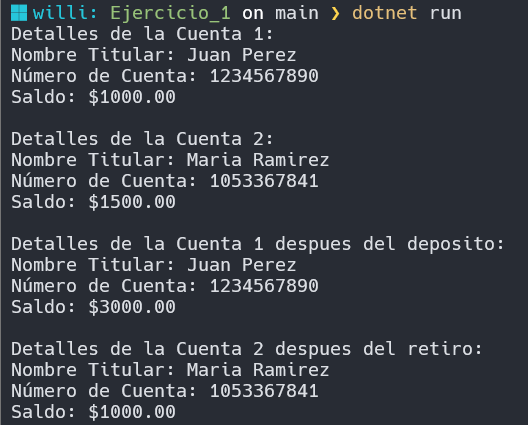 willi: Ejercicio_1 on main ❯ dotnet run
Detalles de la Cuenta 1:
Nombre Titular: Juan Perez
Número de Cuenta: 1234567890
Saldo: $1000.00

Detalles de la Cuenta 2:
Nombre Titular: Maria Ramirez
Número de Cuenta: 1053367841
Saldo: $1500.00

Detalles de la Cuenta 1 despues del deposito:
Nombre Titular: Juan Perez
Número de Cuenta: 1234567890
Saldo: $3000.00

Detalles de la Cuenta 2 despues del retiro:
Nombre Titular: Maria Ramirez
Número de Cuenta: 1053367841
Saldo: $1000.00